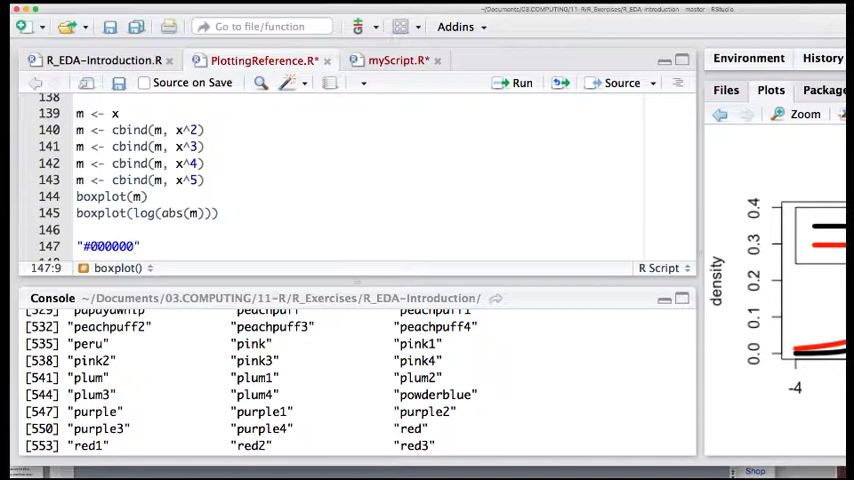 ~/Documents/03.COMPUTING/11-R/R_Exercises/R_EDA-Introduction - master - RStudio
Go to file/function
Addins
R_EDA-Introduction.R
PlottingReference.R*
myScript.R*
Environment
History
Source on Save
Run
Source
Files
Plots
Package
Zoom
138
139 m <- x
140 m <- cbind(m, x^2)
141 m <- cbind(m, x^3)
142 m <- cbind(m, x^4)
143 m <- cbind(m, x^5)
144 boxplot(m)
145 boxplot(log(abs(m)))
146
147 "#000000"
147:9 boxplot() R Script
Console ~/Documents/03.COMPUTING/11-R/R_Exercises/R_EDA-Introduction/
[529] "papayawhip" "peachpuff" "peachpuff1"
[532] "peachpuff2" "peachpuff3" "peachpuff4"
[535] "peru" "pink" "pink1"
[538] "pink2" "pink3" "pink4"
[541] "plum" "plum1" "plum2"
[544] "plum3" "plum4" "powderblue"
[547] "purple" "purple1" "purple2"
[550] "purple3" "purple4" "red"
[553] "red1" "red2" "red3"
density
0.4
0.3
0.2
0.1
0.0
-4
Shop